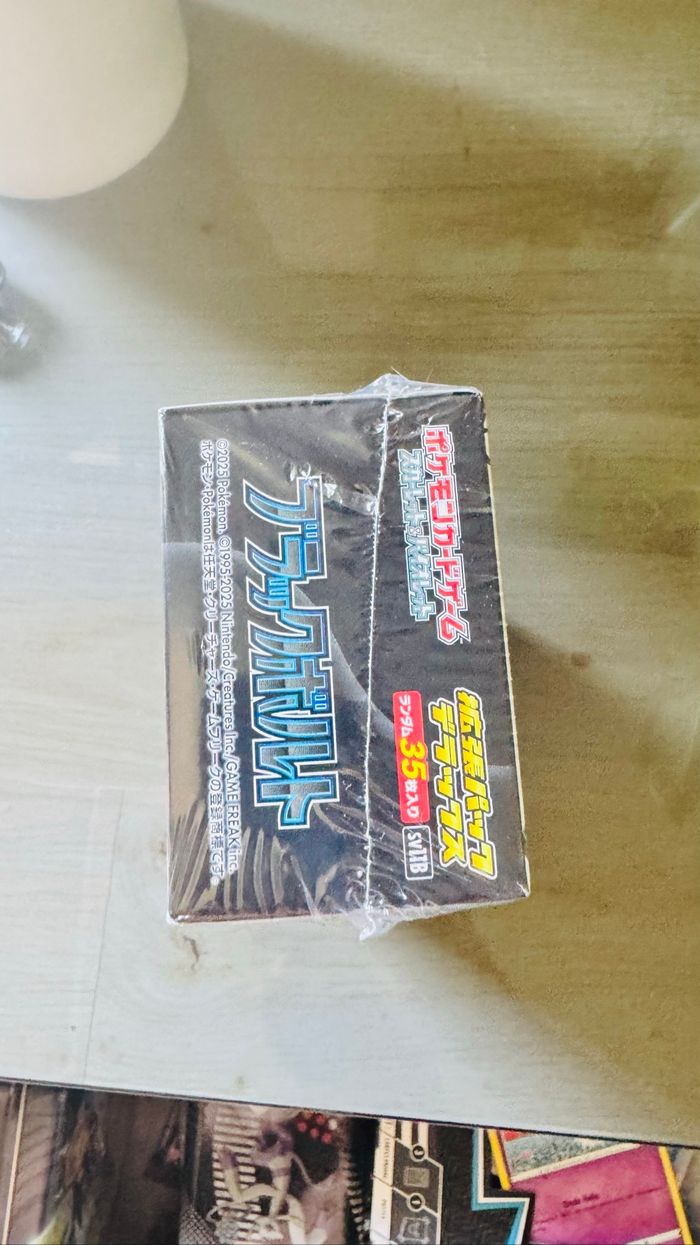 ポケモンカードゲーム
スカーレット&バイオレット
拡張パック
デラックス
ランダム35枚入り
SV11B
ブラックボルト
©2025 Pokémon. ©1995-2025 Nintendo/Creatures Inc./GAME FREAK inc.
ポケモン・Pokémonは任天堂・クリーチャーズ・ゲームフリークの登録商標です。